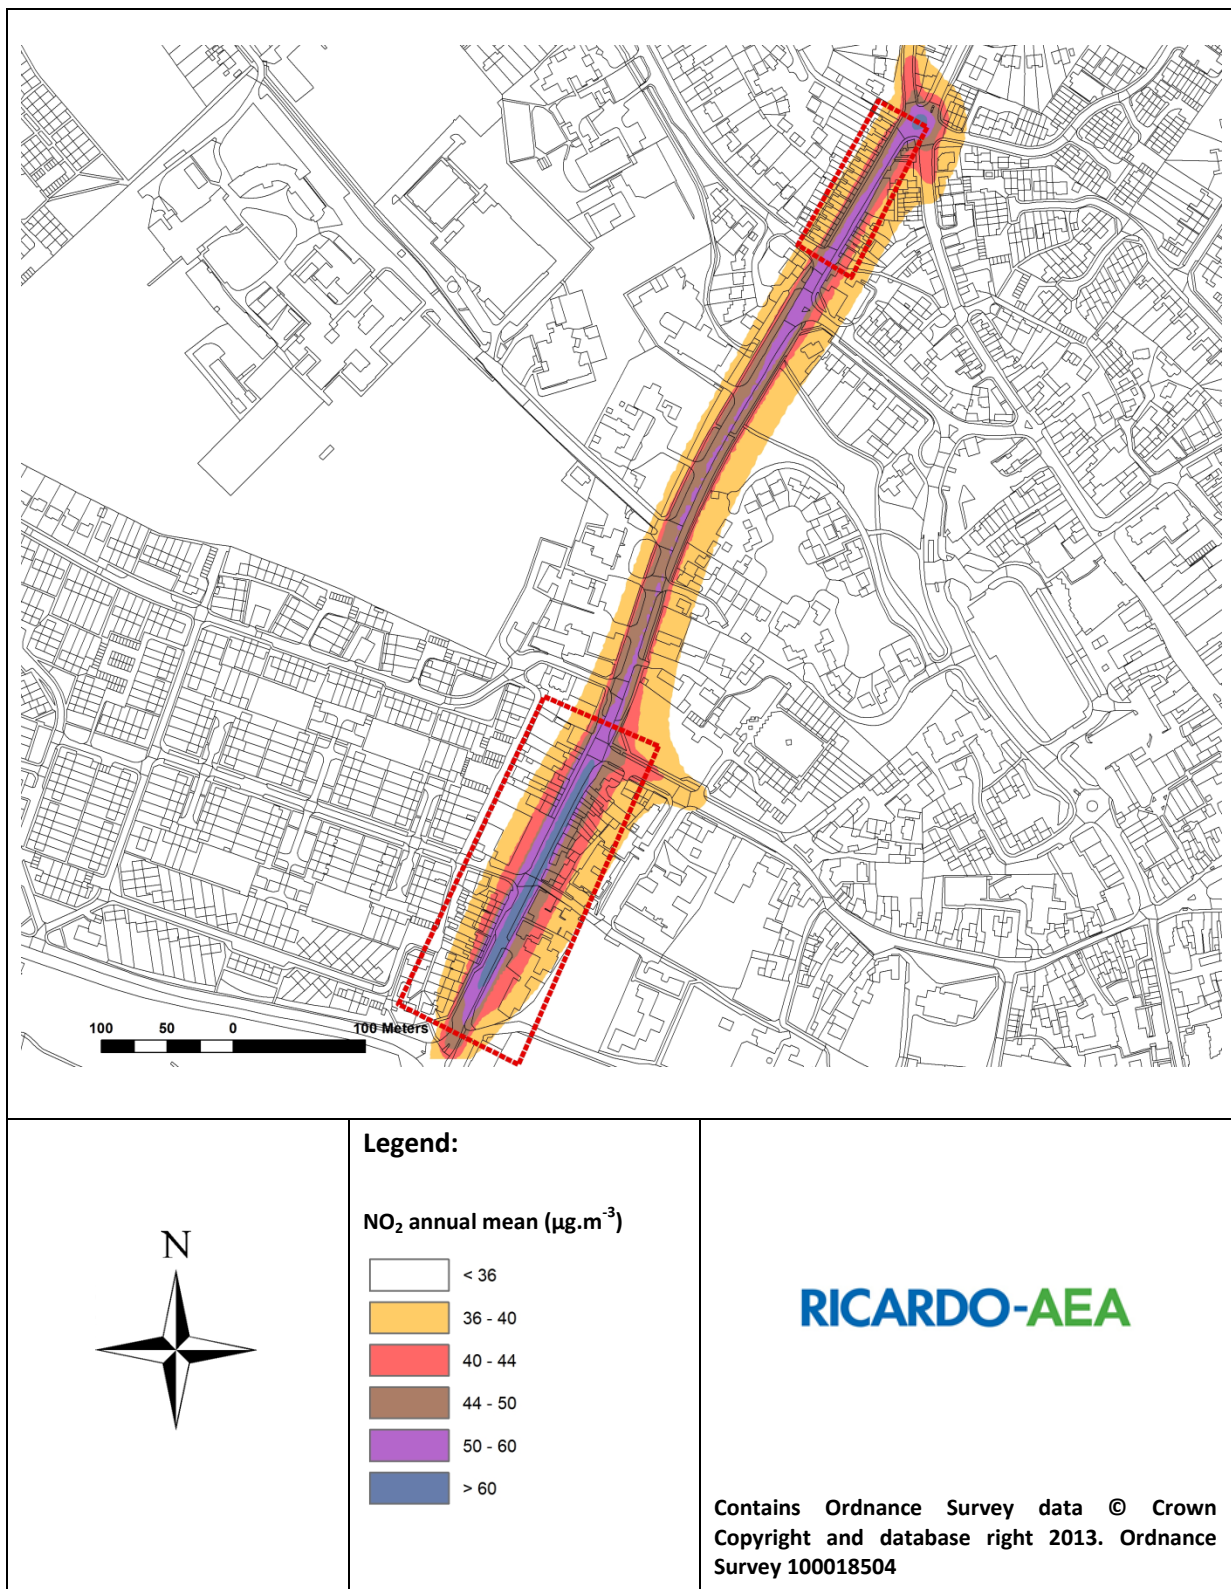 100 50 0 100 Meters
N
Legend:
NO₂ annual mean (µg.m⁻³)
< 36
36 - 40
40 - 44
44 - 50
50 - 60
> 60
RICARDO-AEA
Contains Ordnance Survey data © Crown
Copyright and database right 2013. Ordnance
Survey 100018504